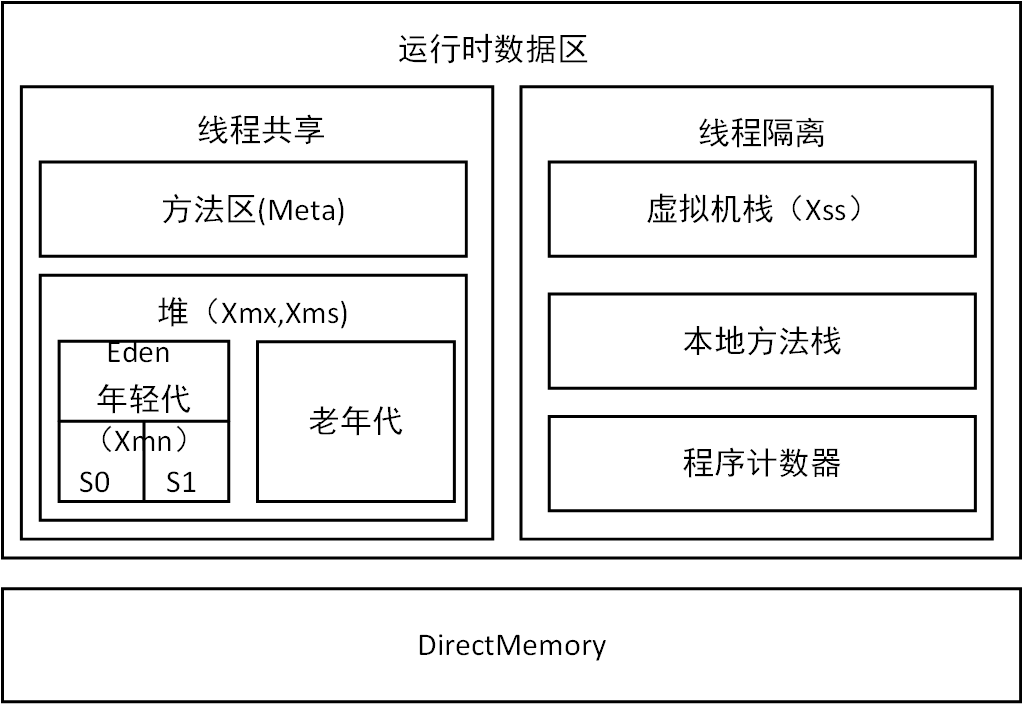 运行时数据区
线程共享
方法区(Meta)
堆（Xmx,Xms)
Eden
年轻代
（Xmn）
S0
S1
老年代
线程隔离
虚拟机栈（Xss）
本地方法栈
程序计数器
DirectMemory